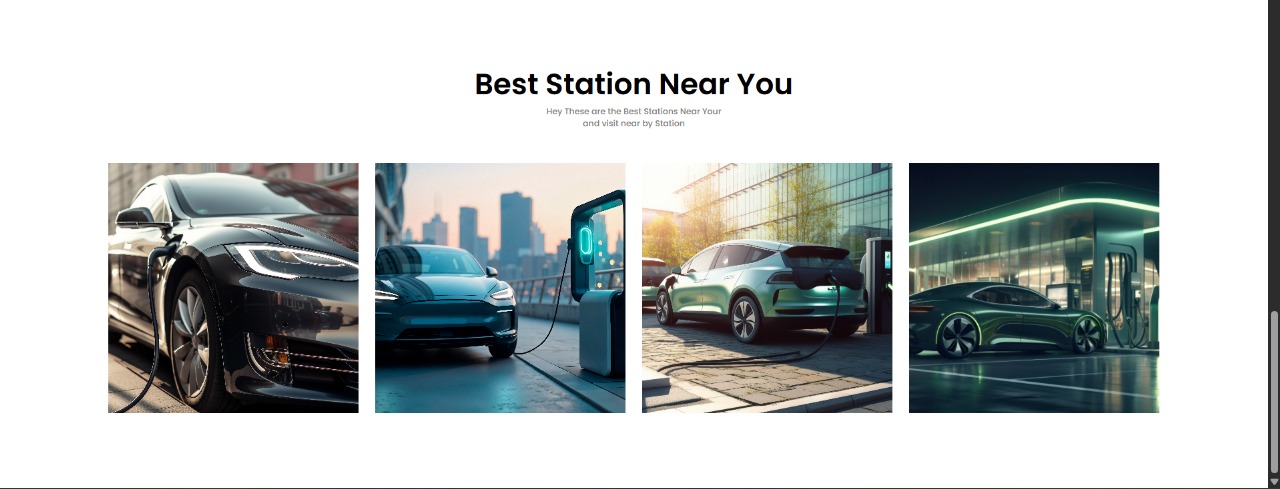 Best Station Near You
Hey These are the Best Stations Near Your
and visit near by Station